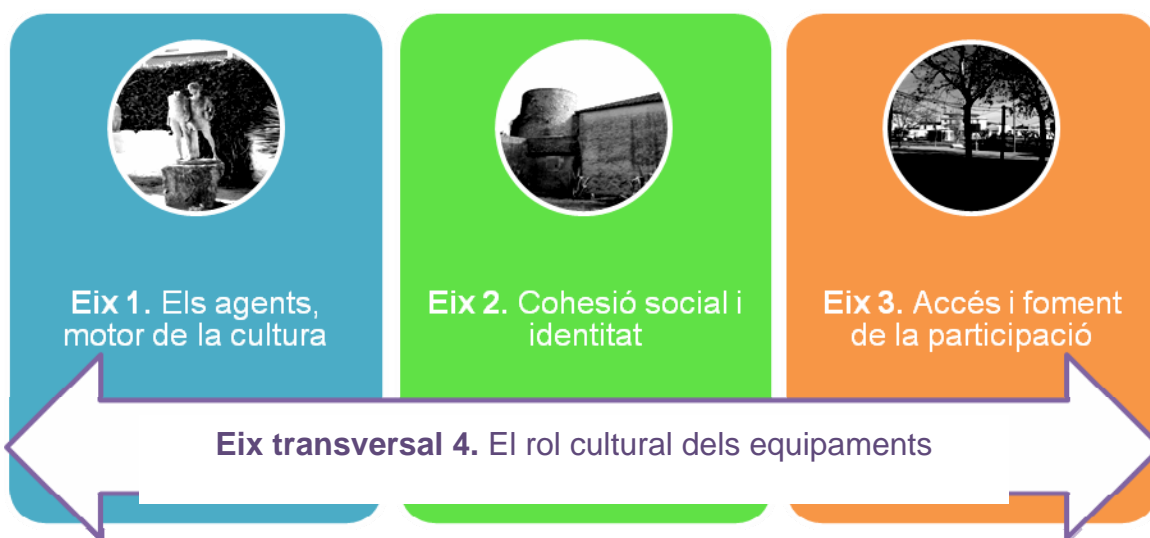 Eix 1. Els agents,
motor de la cultura
Eix 2. Cohesió social i
identitat
Eix 3. Accés i foment
de la participació
Eix transversal 4. El rol cultural dels equipaments